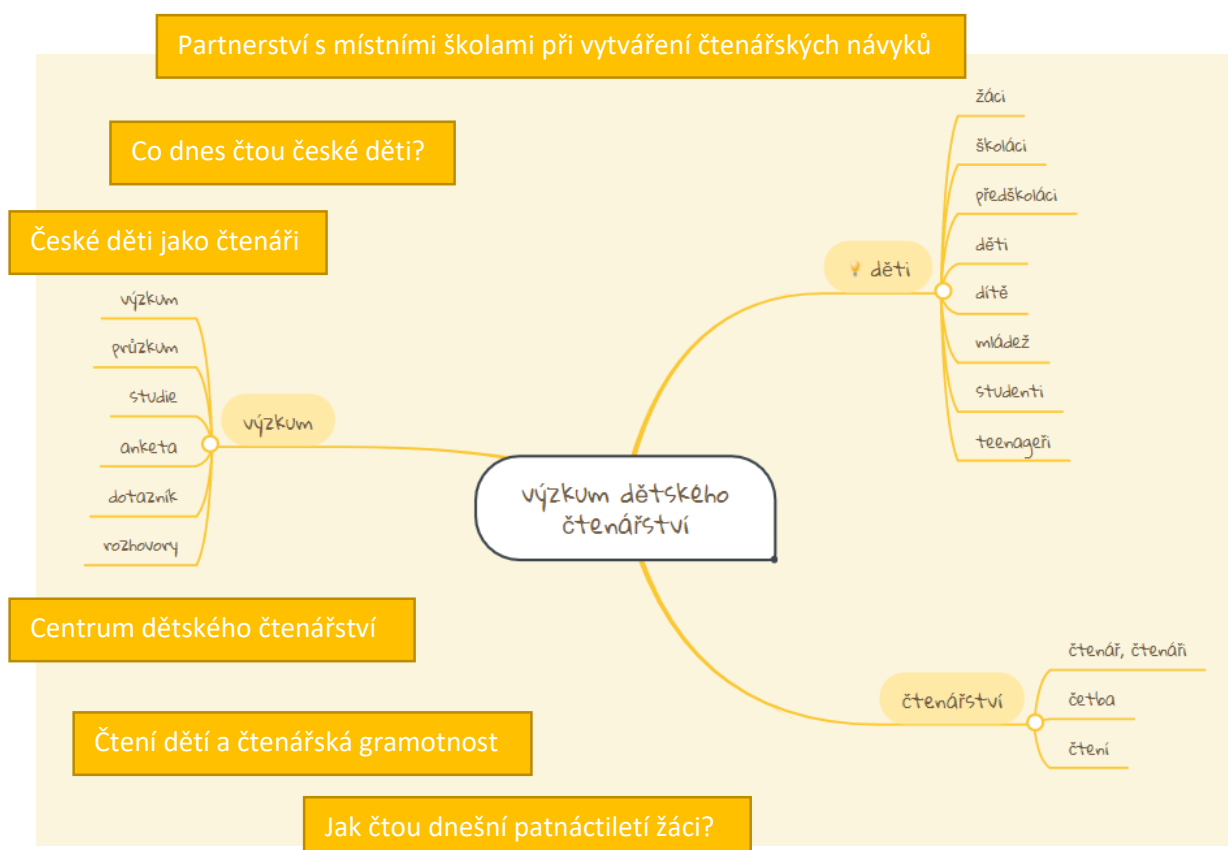 Partnerství s místními školami při vytváření čtenářských návyků
Co dnes čtou české děti?
České děti jako čtenáři
výzkum
průzkum
studie
anketa
dotazník
rozhovory
výzkum
výzkum dětského
čtenářství
děti
žáci
školáci
předškoláci
děti
dítě
mládež
studenti
teenageři
čtenářství
čtenář, čtenáři
četba
čtení
Centrum dětského čtenářství
Čtení dětí a čtenářská gramotnost
Jak čtou dnešní patnáctiletí žáci?